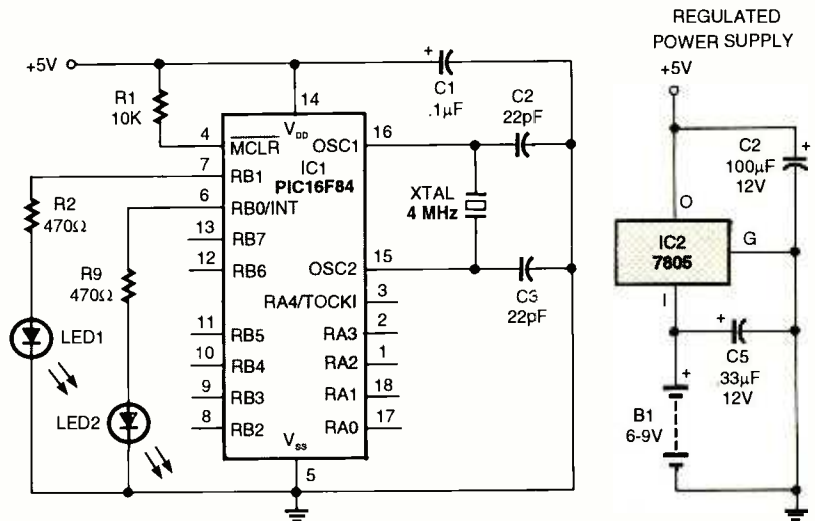 REGULATED
POWER SUPPLY
+5V
R1
10K
+
C1
.1µF
C2
22pF
14
V_DD
4
MCLR
IC1
PIC16F84
OSC1
16
7
RB1
6
RB0/INT
13
RB7
12
RB6
XTAL
4 MHz
OSC2
15
C3
22pF
RA4/TOCKI
3
11
RB5
RA3
2
10
RB4
RA2
1
9
RB3
RA1
18
8
RB2
RA0
17
V_SS
5
R2
470Ω
R9
470Ω
LED1
LED2
+5V
C2
100µF
12V
+
O
IC2
7805
G
I
+
C5
.33µF
12V
+
B1
6-9V